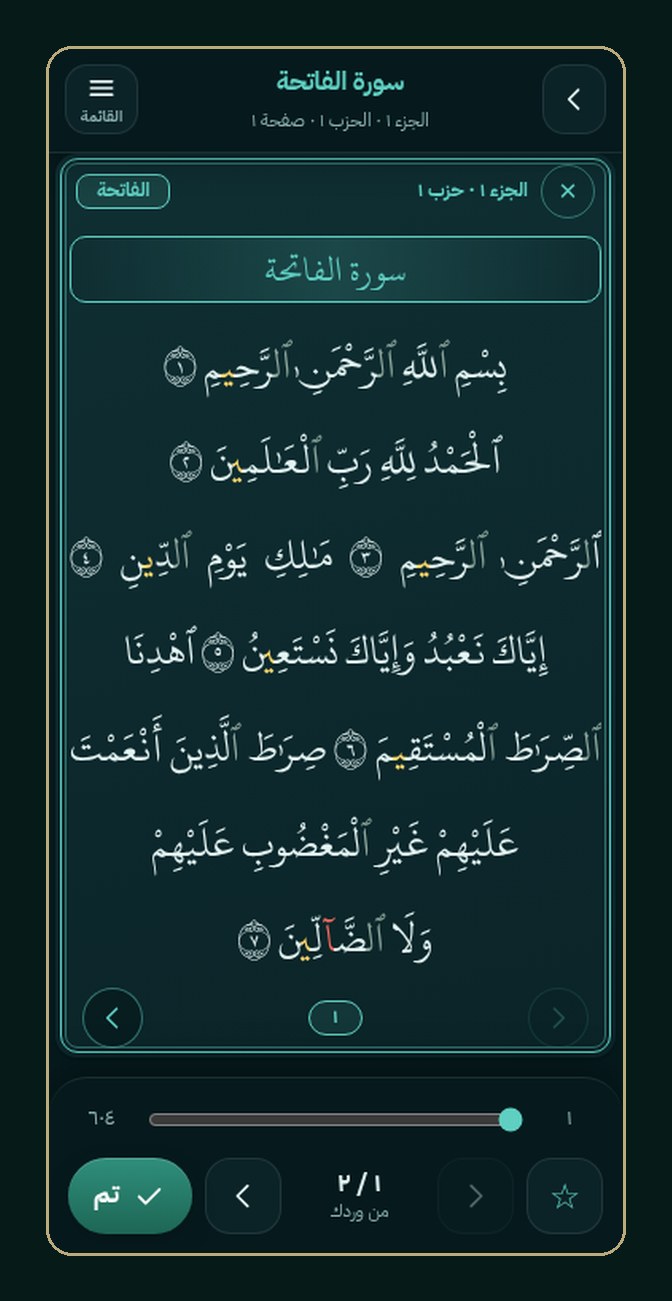 سورة الفاتحة
القائمة
الجزء ١ · الحزب ١ · صفحة ١
الجزء ١ · حزب ١
الفاتحة
سورة الفاتحة
بِسْمِ ٱللَّهِ ٱلرَّحْمَٰنِ ٱلرَّحِيمِ ١
ٱلْحَمْدُ لِلَّهِ رَبِّ ٱلْعَـٰلَمِينَ ٢
ٱلرَّحْمَٰنِ ٱلرَّحِيمِ ٣ مَـٰلِكِ يَوْمِ ٱلدِّينِ ٤
إِيَّاكَ نَعْبُدُ وَإِيَّاكَ نَسْتَعِينُ ٥ ٱهْدِنَا
ٱلصِّرَٰطَ ٱلْمُسْتَقِيمَ ٦ صِرَٰطَ ٱلَّذِينَ أَنْعَمْتَ
عَلَيْهِمْ غَيْرِ ٱلْمَغْضُوبِ عَلَيْهِمْ
وَلَا ٱلضَّآلِّينَ ٧
١
١
٦٠٤
١ / ٢
من وردك
تم